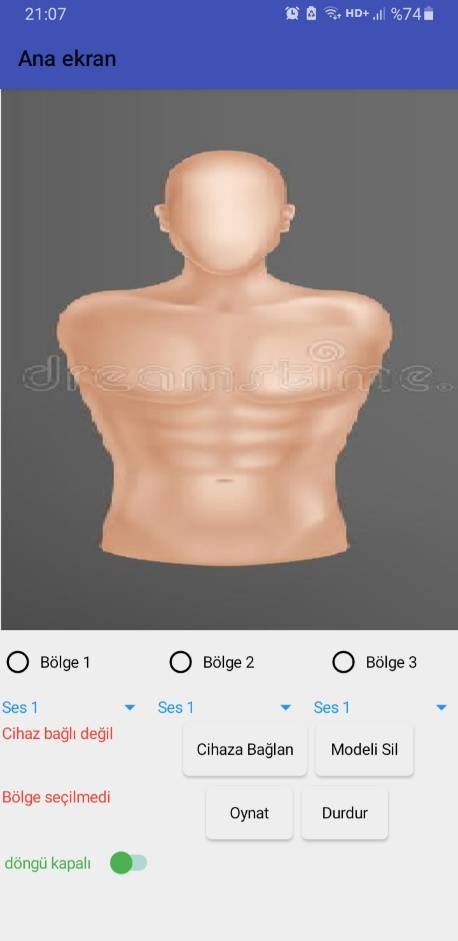 21:07 HD+ %74
Ana ekran
dreamstime.
Bölge 1 Bölge 2 Bölge 3
Ses 1 Ses 1 Ses 1
Cihaz bağlı değil
Cihaza Bağlan Modeli Sil
Bölge seçilmedi
Oynat Durdur
döngü kapalı